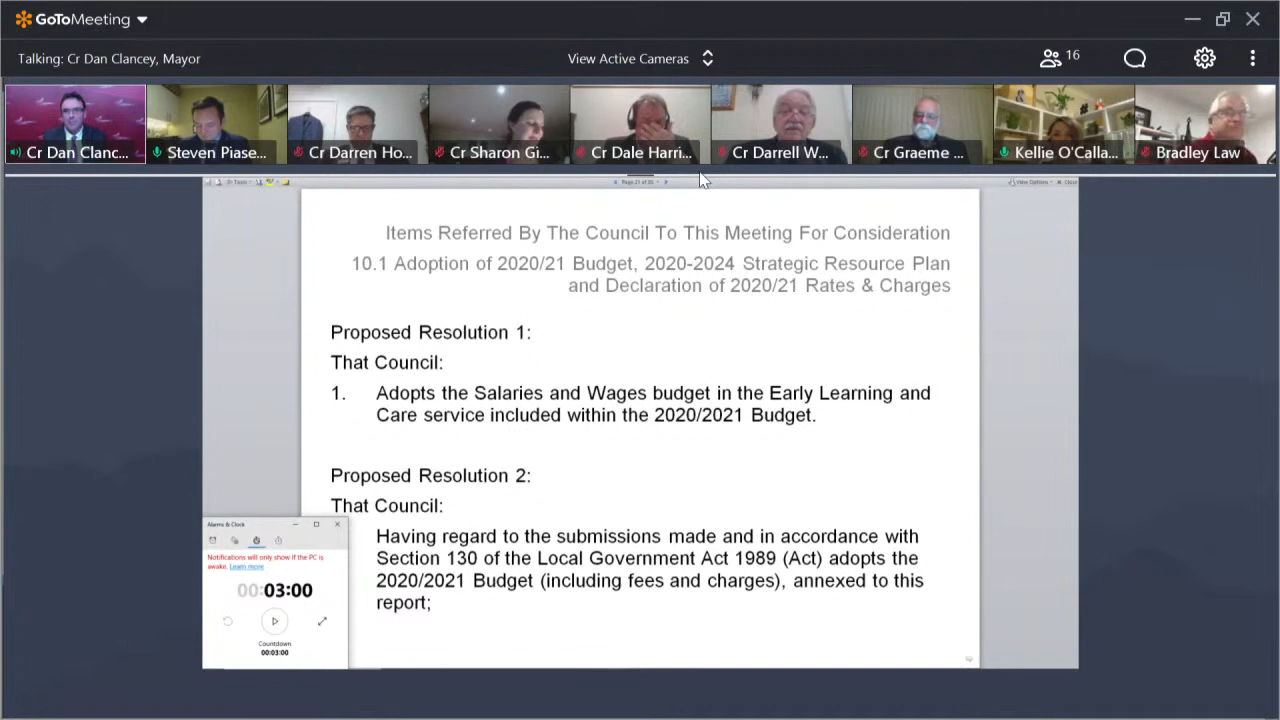 GoToMeeting
Talking: Cr Dan Clancey, Mayor
View Active Cameras
16
Cr Dan Clanc...
Steven Piase...
Cr Darren Ho...
Cr Sharon Gi...
Cr Dale Harri...
Cr Darrell W...
Cr Graeme ...
Kellie O'Calla...
Bradley Law
Tools
View Options
Close
Items Referred By The Council To This Meeting For Consideration
10.1 Adoption of 2020/21 Budget, 2020-2024 Strategic Resource Plan
and Declaration of 2020/21 Rates & Charges
Proposed Resolution 1:
That Council:
1. Adopts the Salaries and Wages budget in the Early Learning and
Care service included within the 2020/2021 Budget.
Proposed Resolution 2:
That Council:
Having regard to the submissions made and in accordance with
Section 130 of the Local Government Act 1989 (Act) adopts the
2020/2021 Budget (including fees and charges), annexed to this
report;
Alarms & Clock
Notifications will only show if the PC is
awake. Learn more
00:03:00
Countdown
00:03:00